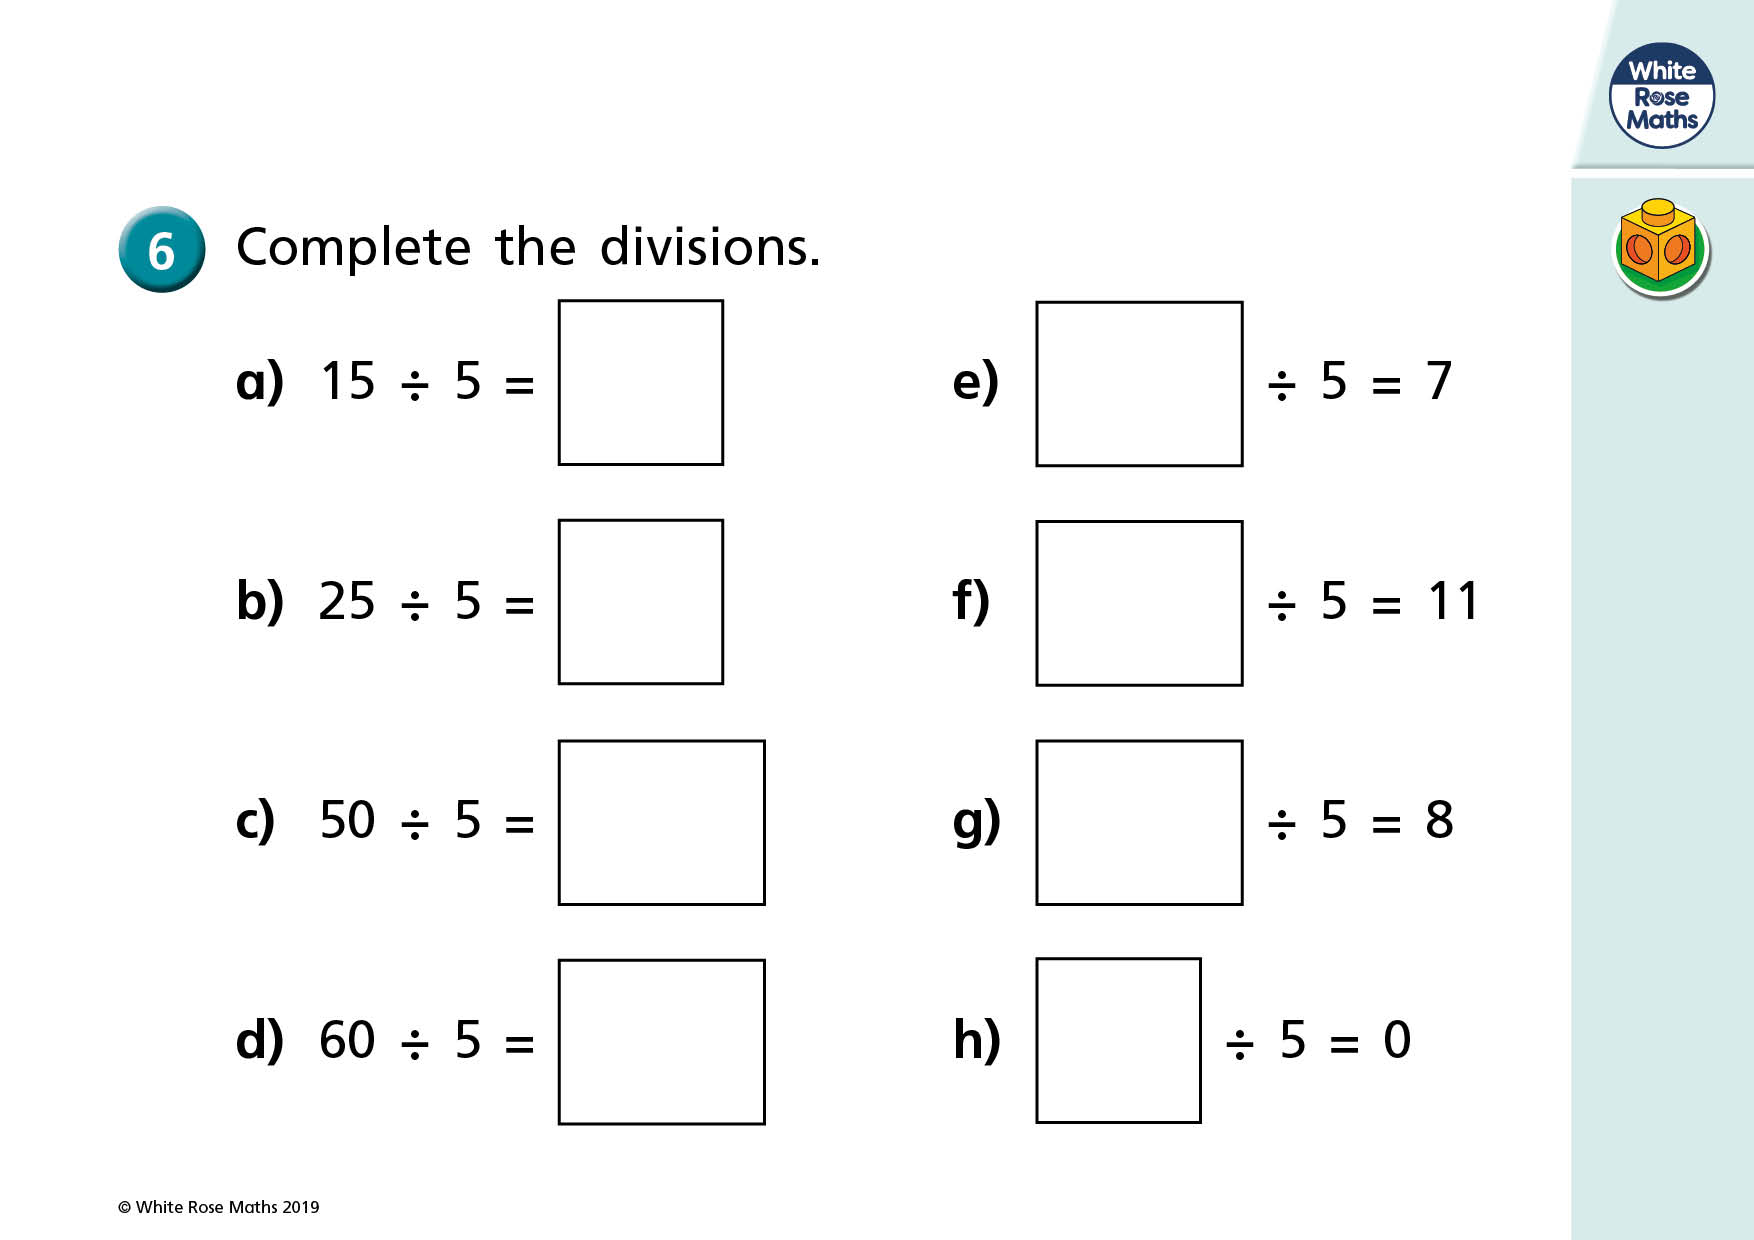 White
Rose
Maths
6 Complete the divisions.
a) 15 ÷ 5 =
b) 25 ÷ 5 =
c) 50 ÷ 5 =
d) 60 ÷ 5 =
e) ÷ 5 = 7
f) ÷ 5 = 11
g) ÷ 5 = 8
h) ÷ 5 = 0
© White Rose Maths 2019